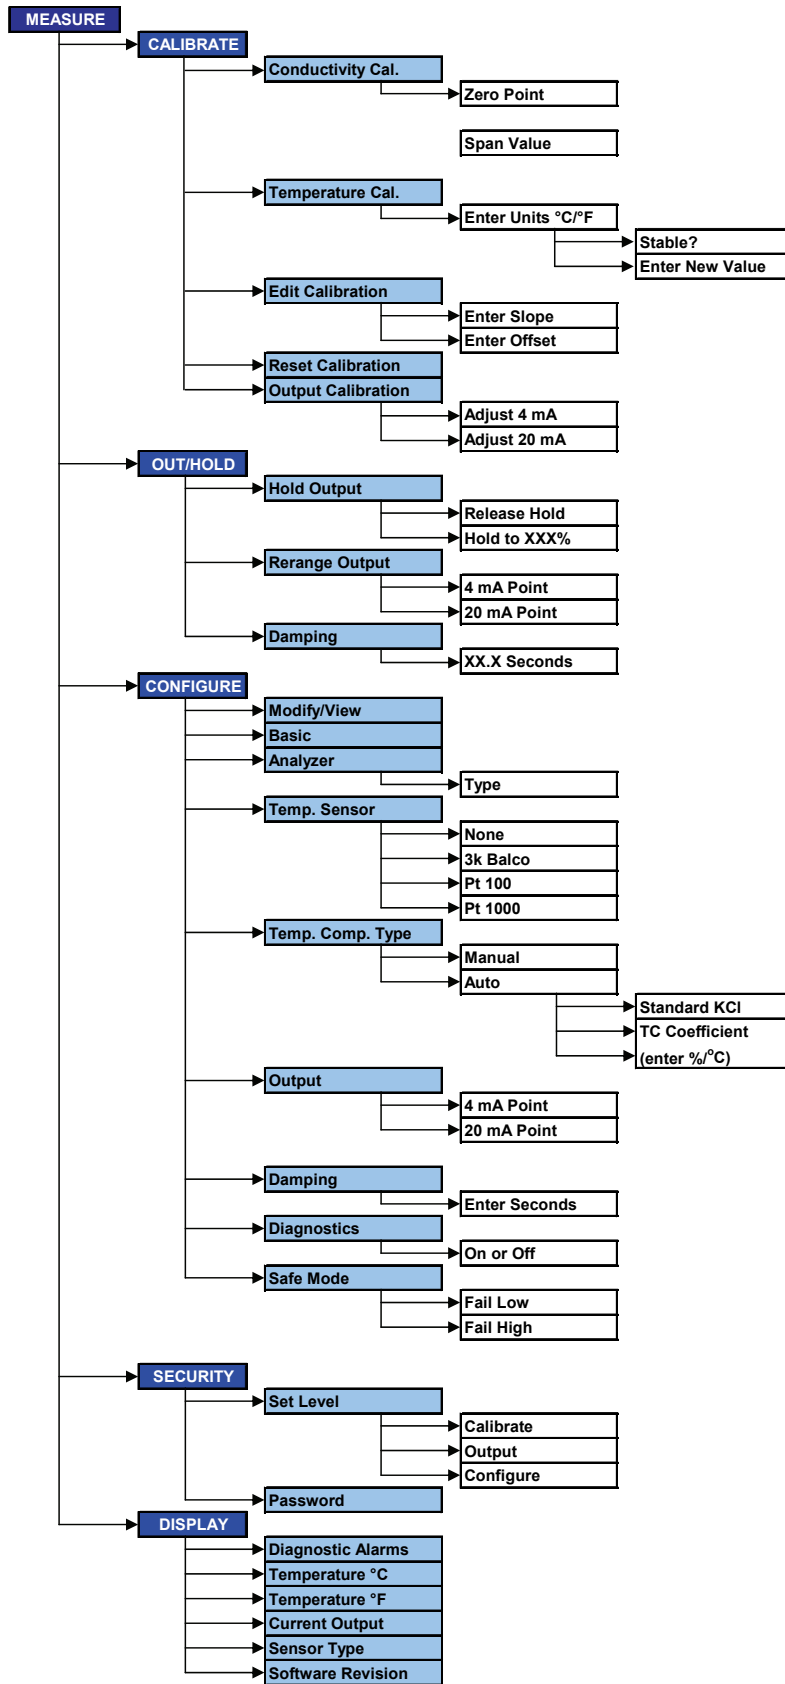 MEASURE
CALIBRATE
Conductivity Cal.
Zero Point
Span Value
Temperature Cal.
Enter Units °C/°F
Stable?
Enter New Value
Edit Calibration
Enter Slope
Enter Offset
Reset Calibration
Output Calibration
Adjust 4 mA
Adjust 20 mA
OUT/HOLD
Hold Output
Release Hold
Hold to XXX%
Rerange Output
4 mA Point
20 mA Point
Damping
XX.X Seconds
CONFIGURE
Modify/View
Basic
Analyzer
Type
Temp. Sensor
None
3k Balco
Pt 100
Pt 1000
Temp. Comp. Type
Manual
Auto
Standard KCl
TC Coefficient
(enter %/°C)
Output
4 mA Point
20 mA Point
Damping
Enter Seconds
Diagnostics
On or Off
Safe Mode
Fail Low
Fail High
SECURITY
Set Level
Calibrate
Output
Configure
Password
DISPLAY
Diagnostic Alarms
Temperature °C
Temperature °F
Current Output
Sensor Type
Software Revision